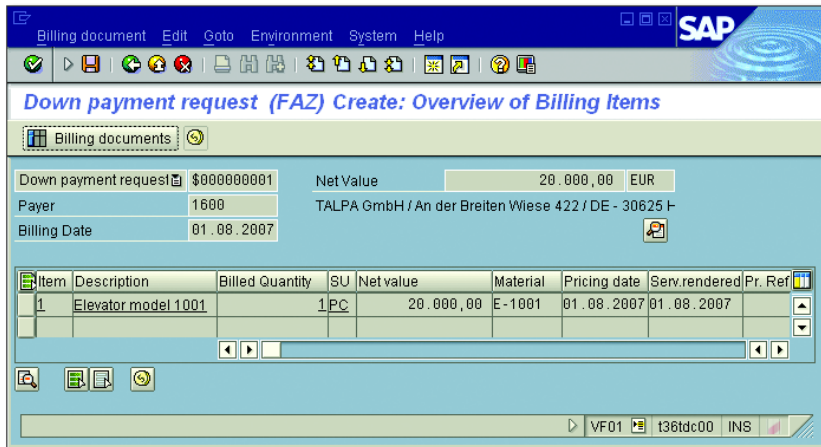 Billing document Edit Goto Environment System Help
SAP
Down payment request (FAZ) Create: Overview of Billing Items
Billing documents
Down payment request $000000001 Net Value 20.000,00 EUR
Payer 1600 TALPA GmbH / An der Breiten Wiese 422 / DE - 30625 H
Billing Date 01.08.2007
Item Description Billed Quantity SU Net value Material Pricing date Serv.rendered Pr. Ref
1 Elevator model 1001 1 PC 20.000,00 E-1001 01.08.2007 01.08.2007
VF01 t36tdc00 INS